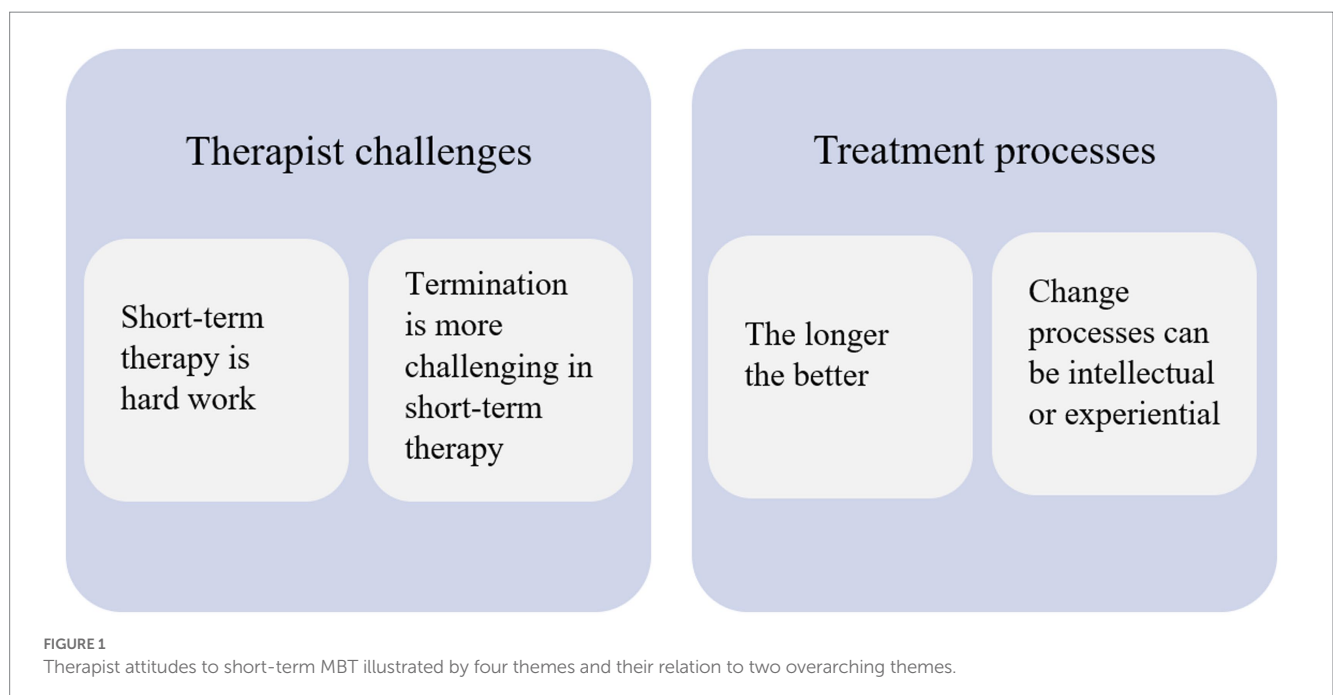 Therapist challenges
Short-term
therapy is
hard work
Termination
is more
challenging in
short-term
therapy
Treatment processes
The longer
the better
Change
processes can
be intellectual
or experiential
FIGURE 1
Therapist attitudes to short-term MBT illustrated by four themes and their relation to two overarching themes.